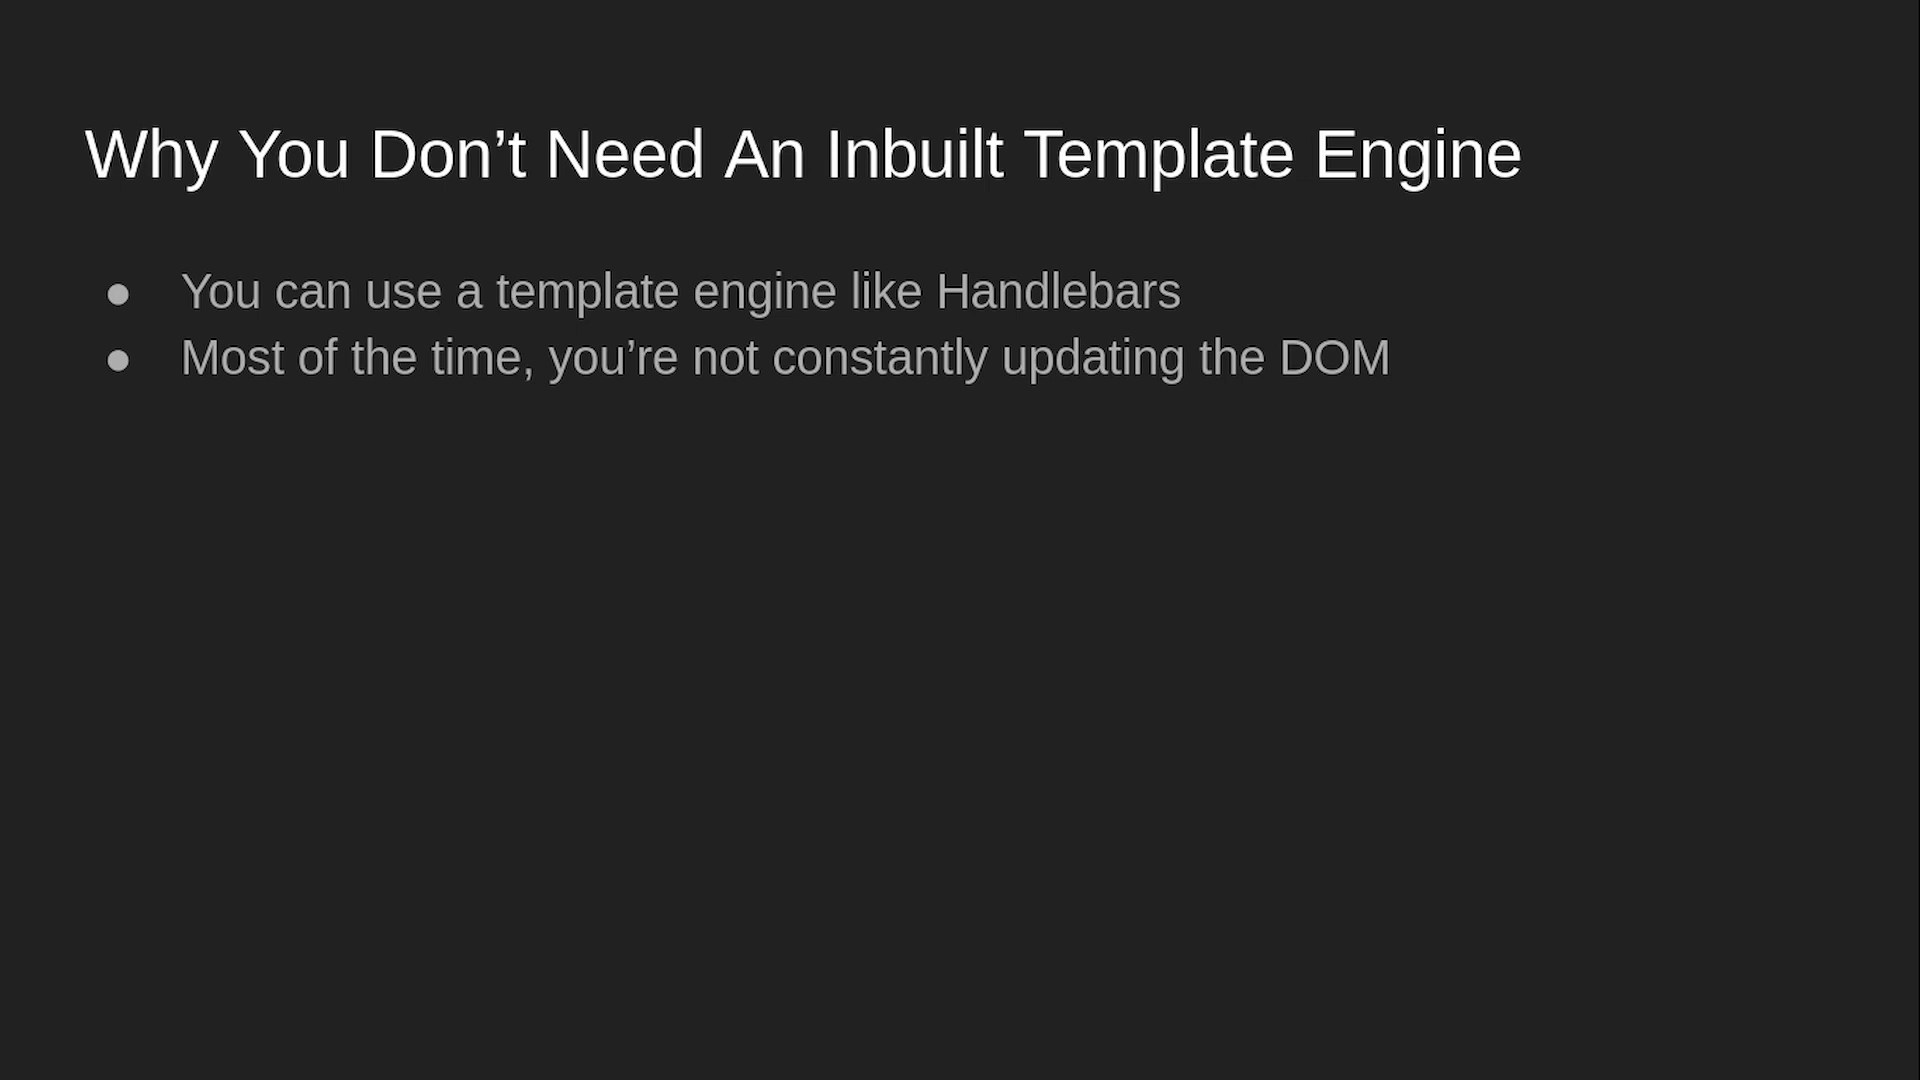 Why You Don’t Need An Inbuilt Template Engine
● You can use a template engine like Handlebars
● Most of the time, you’re not constantly updating the DOM